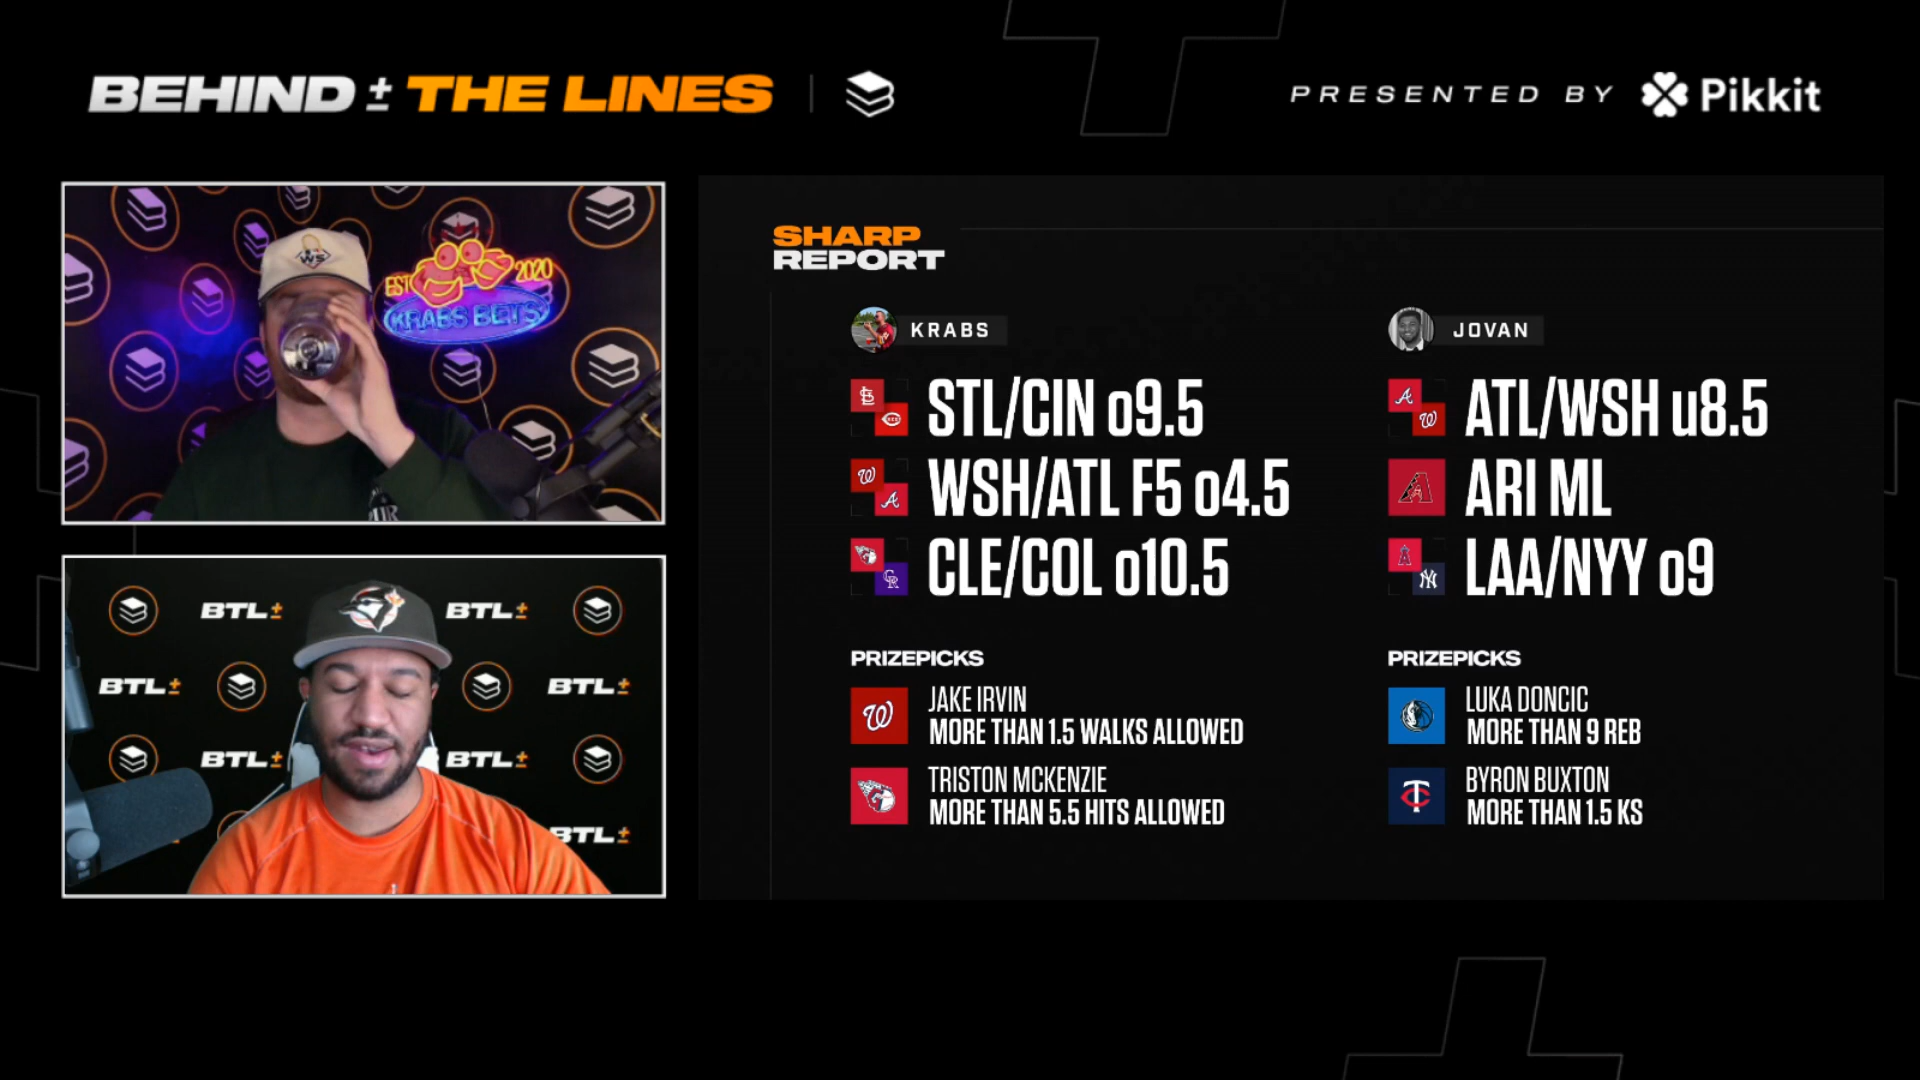 BEHIND ± THE LINES
PRESENTED BY Pikkit
WS
EST 2020
KRABS BETS
BTL± BTL±
BTL± BTL±
BTL± BTL±
BTL±
SHARP
REPORT
KRABS
STL/CIN o9.5
WSH/ATL F5 o4.5
CLE/COL o10.5
PRIZEPICKS
JAKE IRVIN
MORE THAN 1.5 WALKS ALLOWED
TRISTON MCKENZIE
MORE THAN 5.5 HITS ALLOWED
JOVAN
ATL/WSH u8.5
ARI ML
LAA/NYY o9
PRIZEPICKS
LUKA DONCIC
MORE THAN 9 REB
BYRON BUXTON
MORE THAN 1.5 KS